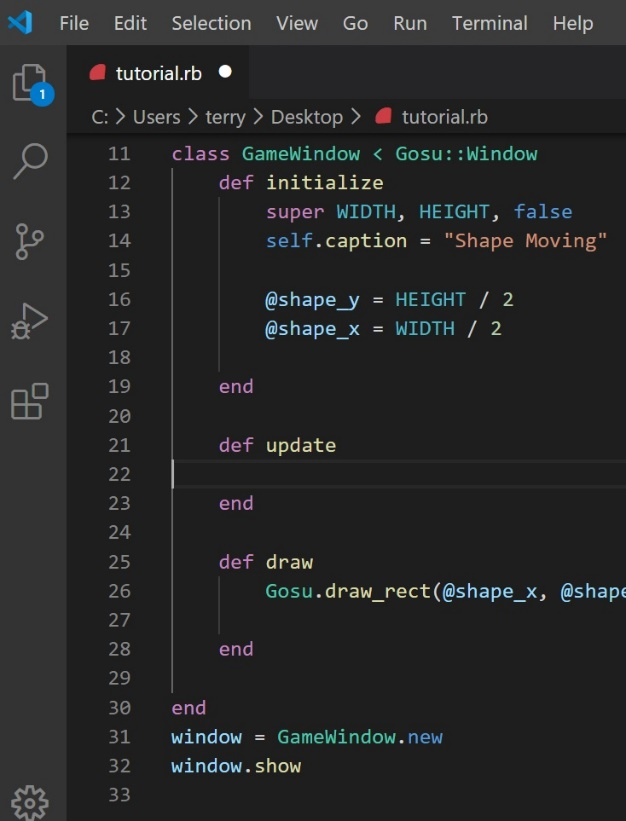 File Edit Selection View Go Run Terminal Help
1
tutorial.rb
C: > Users > terry > Desktop > tutorial.rb
11 class GameWindow < Gosu::Window
12 def initialize
13 super WIDTH, HEIGHT, false
14 self.caption = "Shape Moving"
15
16 @shape_y = HEIGHT / 2
17 @shape_x = WIDTH / 2
18
19 end
20
21 def update
22
23 end
24
25 def draw
26 Gosu.draw_rect(@shape_x, @shape
27
28 end
29
30 end
31 window = GameWindow.new
32 window.show
33